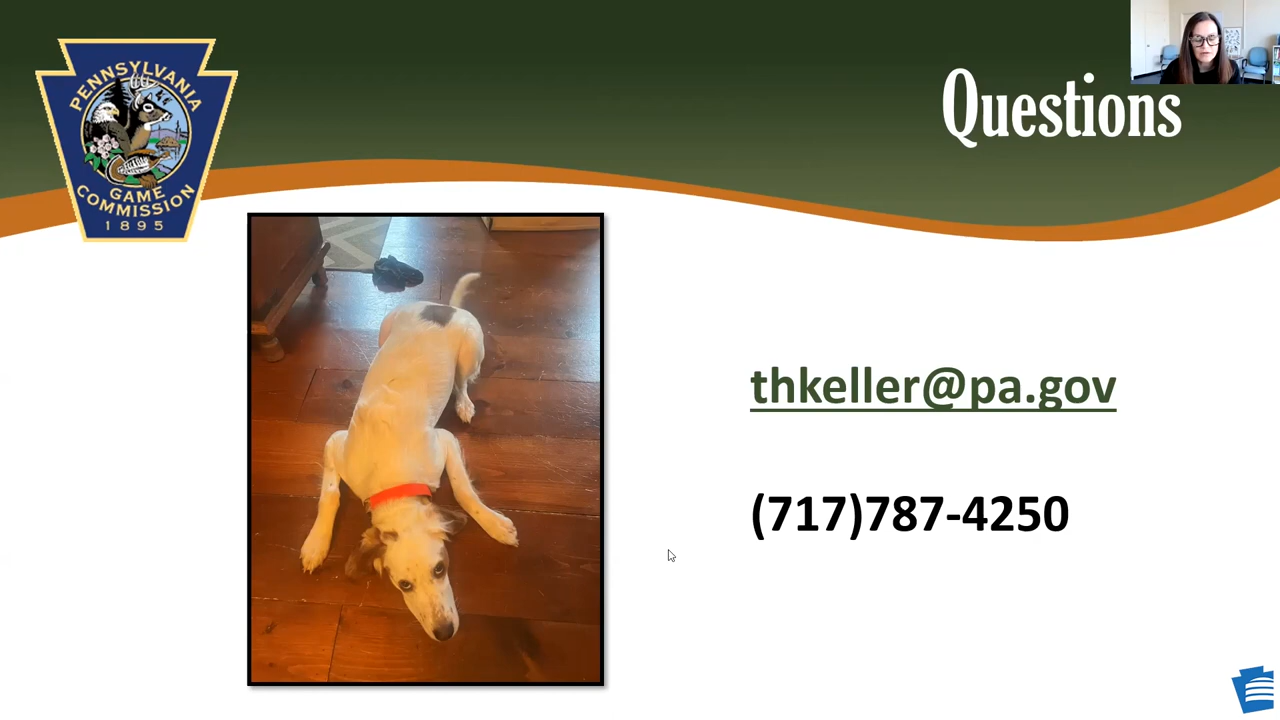 Questions
PENNSYLVANIA
GAME
COMMISSION
1895
thkeller@pa.gov
(717)787-4250